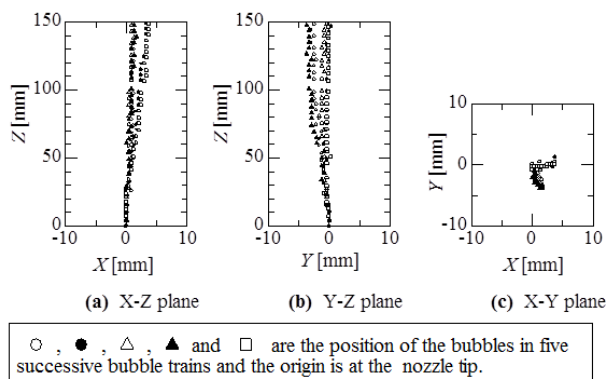 150
100
50
0
-10 0 10
Z [mm]
X [mm]
(a) X-Z plane
150
100
50
0
-10 0 10
Z [mm]
Y [mm]
(b) Y-Z plane
10
0
-10
-10 0 10
Y [mm]
X [mm]
(c) X-Y plane
○ , ● , △ , ▲ and □ are the position of the bubbles in five
successive bubble trains and the origin is at the nozzle tip.